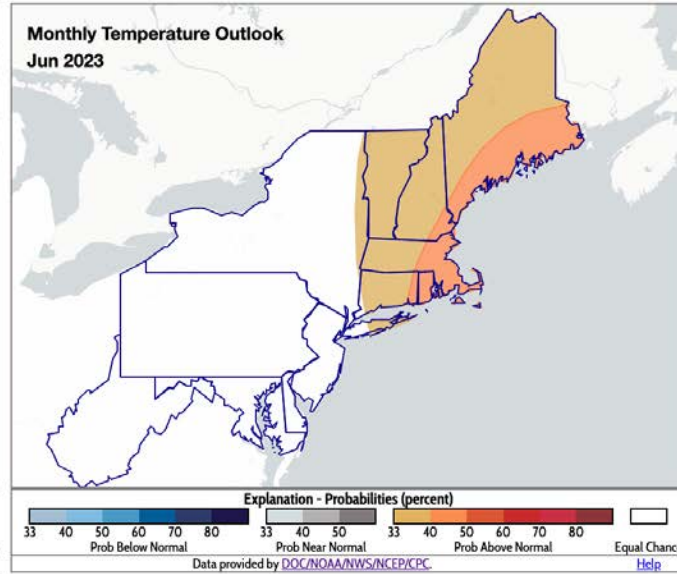 Monthly Temperature Outlook
Jun 2023
Explanation - Probabilities (percent)
33 40 50 60 70 80 33 40 50 33 40 50 60 70 80
Prob Below Normal Prob Near Normal Prob Above Normal Equal Chanc
Data provided by DOC/NOAA/NWS/NCEP/CPC. Help